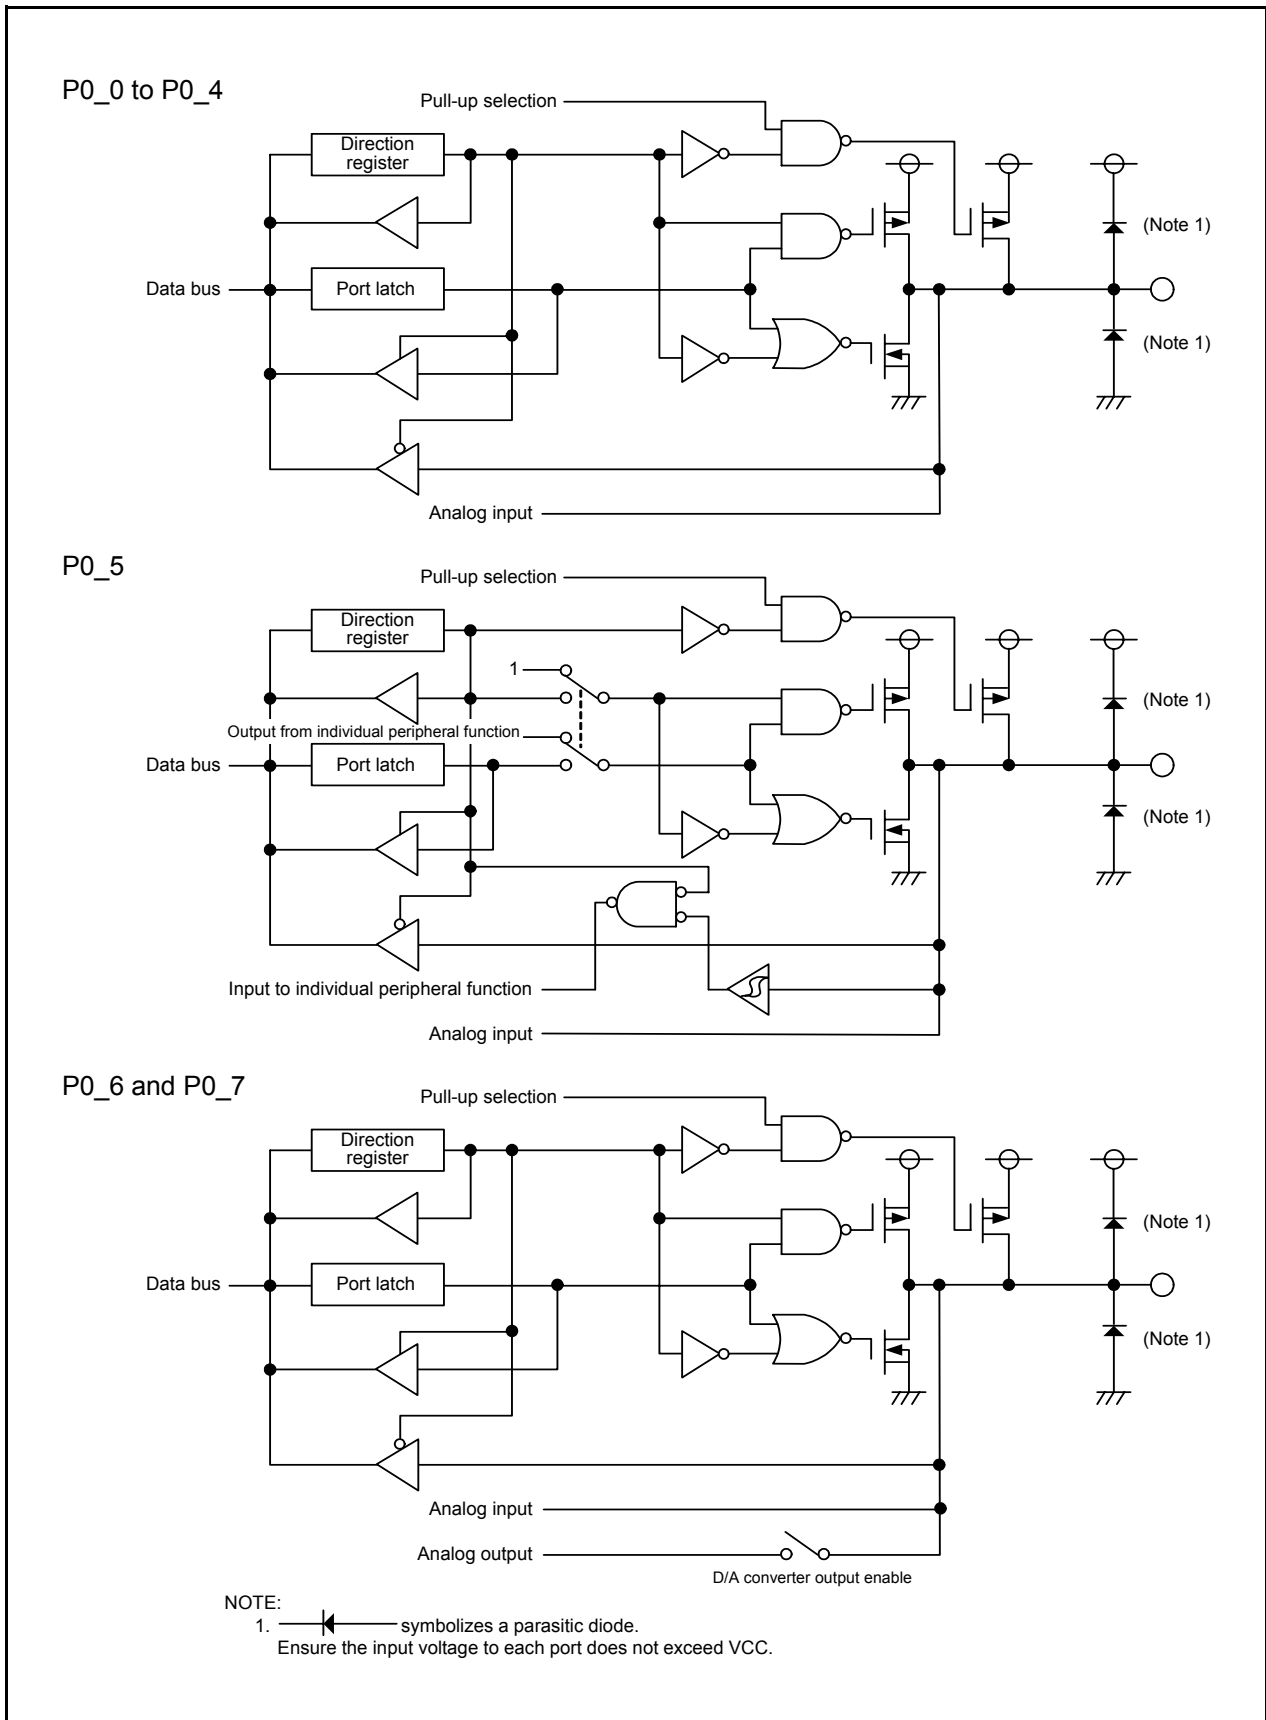 P0_0 to P0_4
Pull-up selection
Direction
register
(Note 1)
Data bus
Port latch
(Note 1)
Analog input
P0_5
Pull-up selection
Direction
register
1
(Note 1)
Output from individual peripheral function
Data bus
Port latch
(Note 1)
Input to individual peripheral function
Analog input
P0_6 and P0_7
Pull-up selection
Direction
register
(Note 1)
Data bus
Port latch
(Note 1)
Analog input
Analog output
D/A converter output enable
NOTE:
1. symbolizes a parasitic diode.
Ensure the input voltage to each port does not exceed VCC.